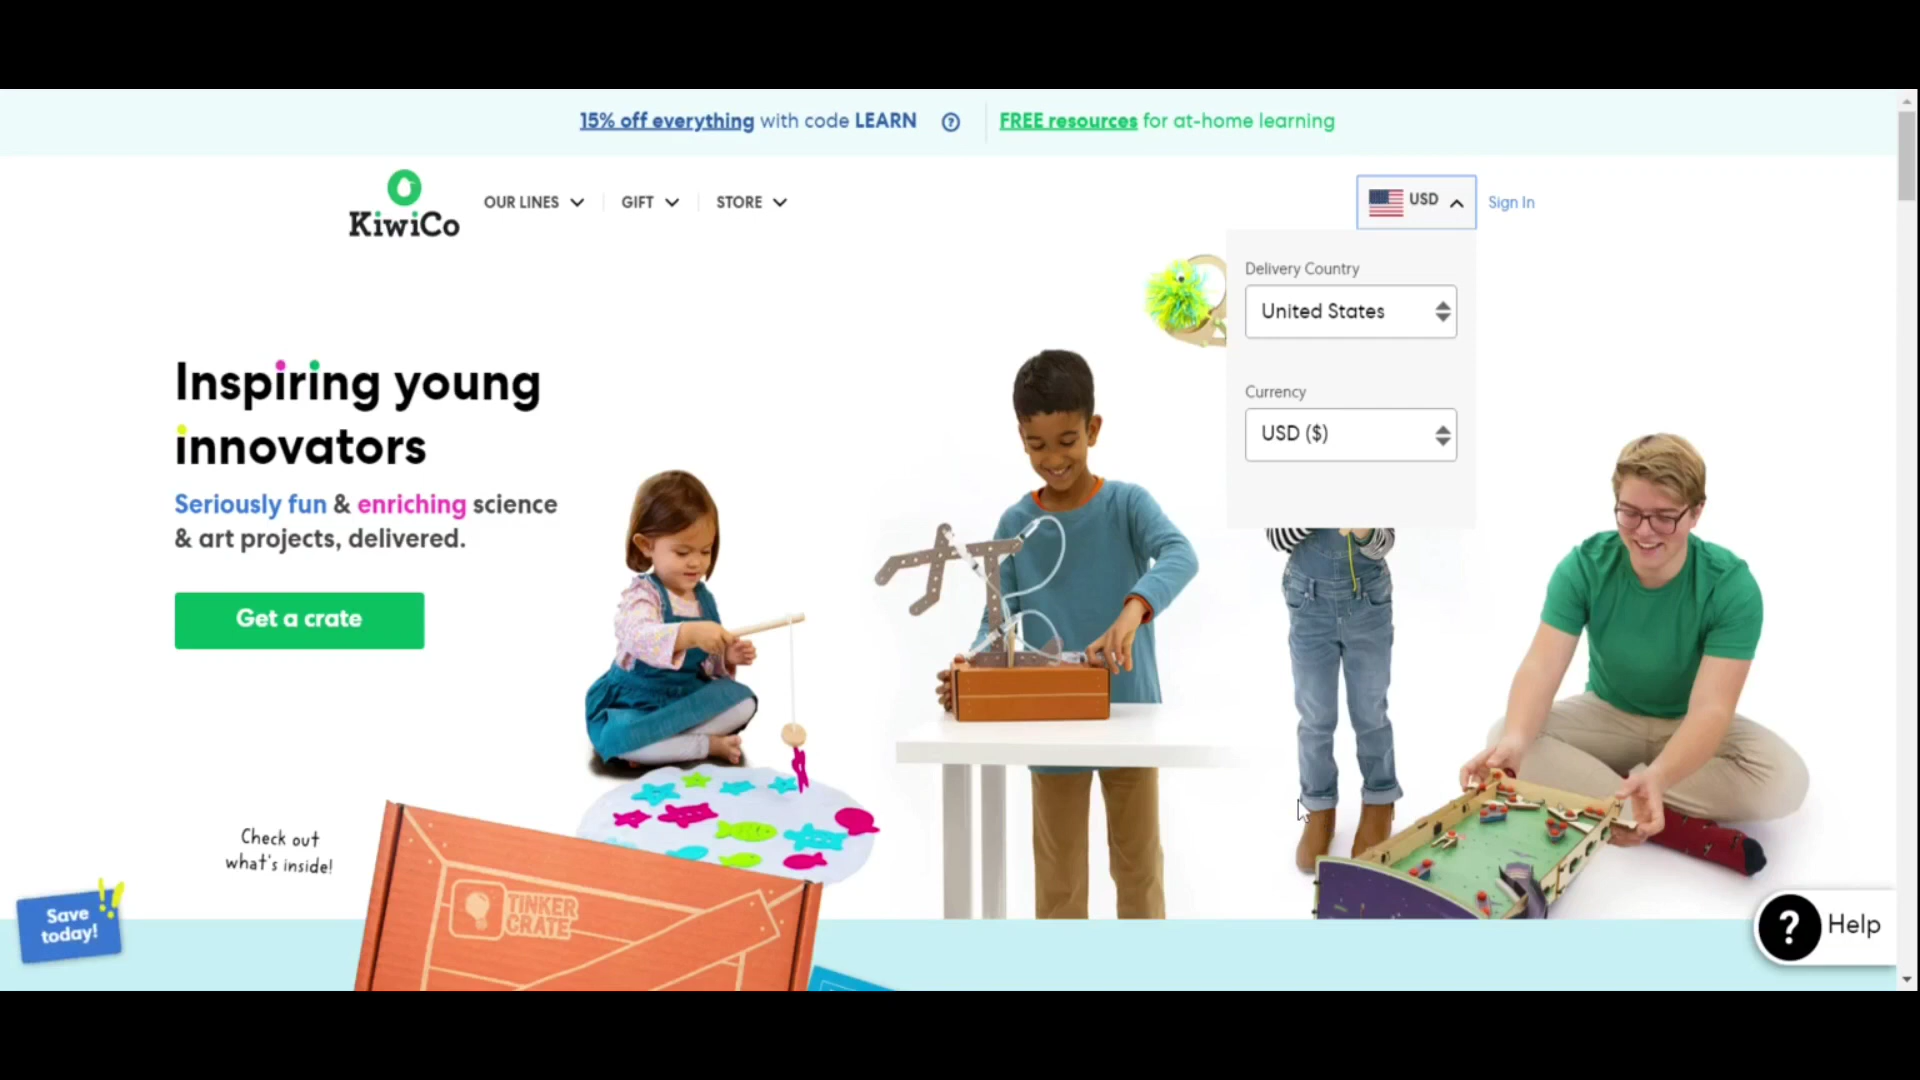 15% off everything with code LEARN ? FREE resources for at-home learning
KiwiCo
OUR LINES GIFT STORE USD Sign In
Delivery Country
United States
Currency
USD ($)
Inspiring young
innovators
Seriously fun & enriching science
& art projects, delivered.
Get a crate
Check out
what's inside!
Save
today!
TINKER
CRATE
? Help